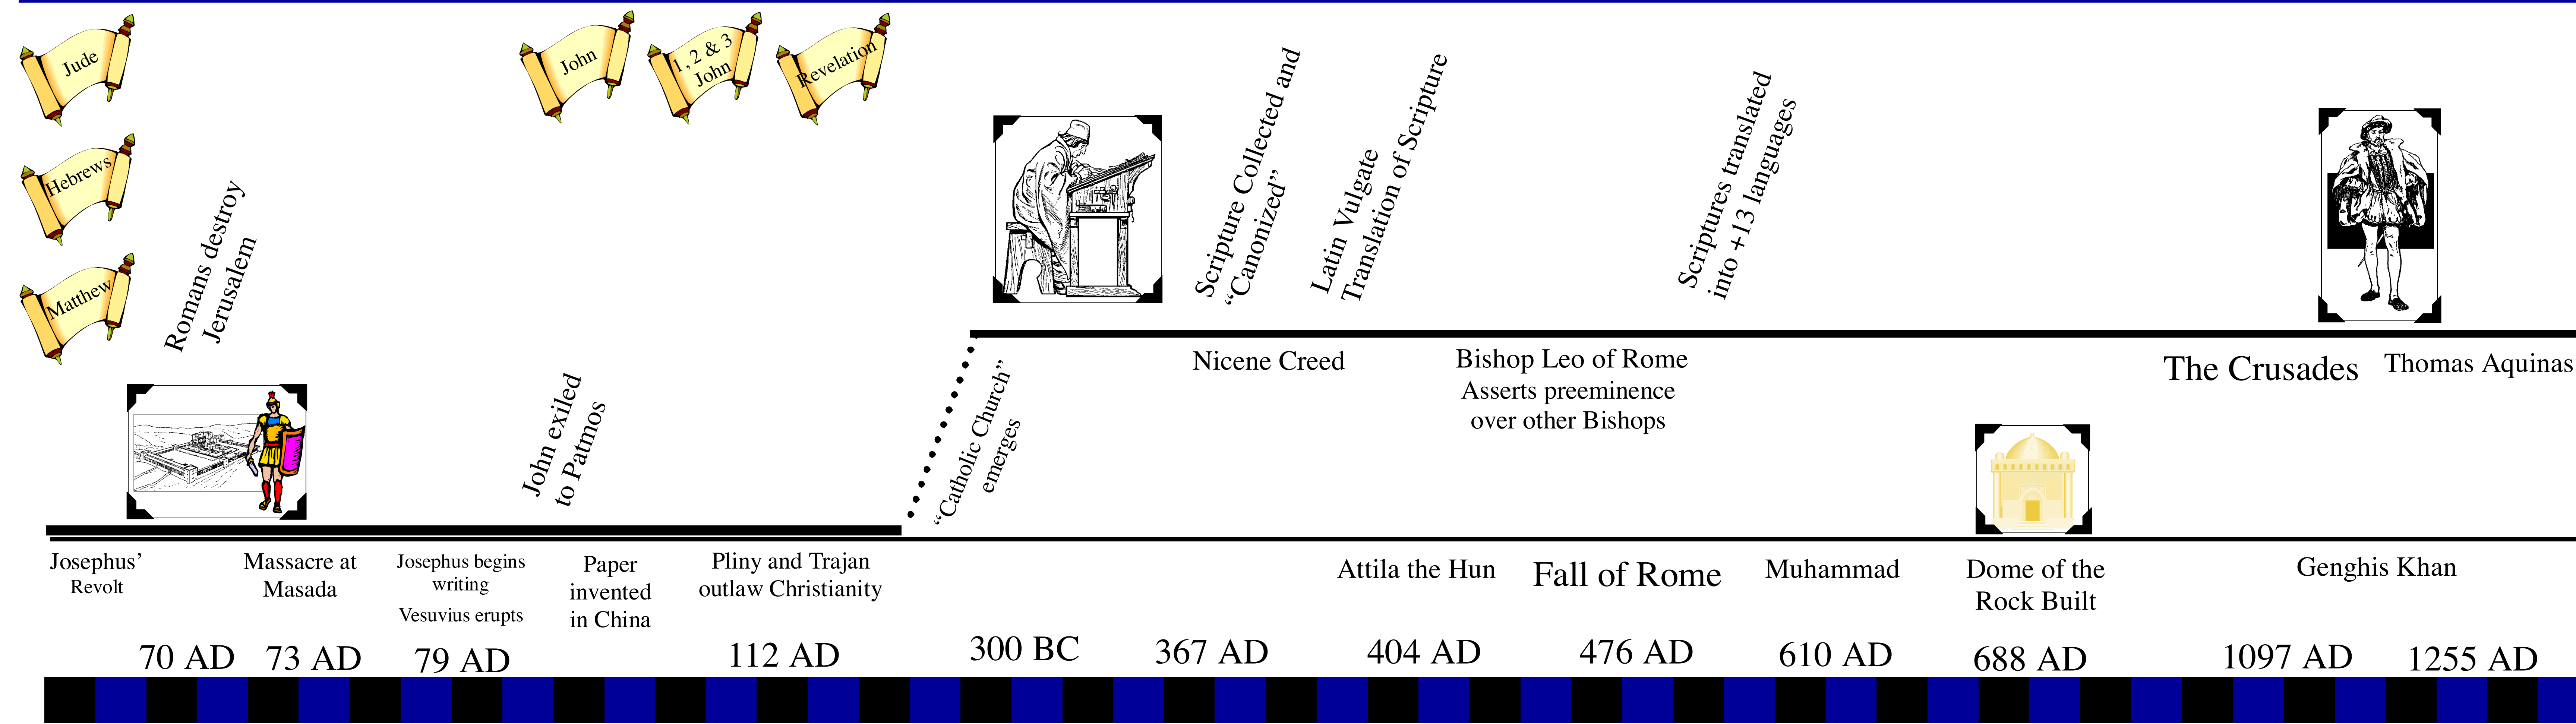 Jude
Hebrews
Matthew
Romans destroy
Jerusalem
John
1, 2 & 3
John
Revelation
John exiled
to Patmos
“Catholic Church”
emerges
Scripture Collected and
“Canonized”
Latin Vulgate
Translation of Scripture
Scriptures translated
into +13 languages
Nicene Creed
Bishop Leo of Rome
Asserts preeminence
over other Bishops
The Crusades
Thomas Aquinas
Josephus’
Revolt
Massacre at
Masada
Josephus begins
writing
Vesuvius erupts
Paper
invented
in China
Pliny and Trajan
outlaw Christianity
Attila the Hun
Fall of Rome
Muhammad
Dome of the
Rock Built
Genghis Khan
70 AD
73 AD
79 AD
112 AD
300 BC
367 AD
404 AD
476 AD
610 AD
688 AD
1097 AD
1255 AD